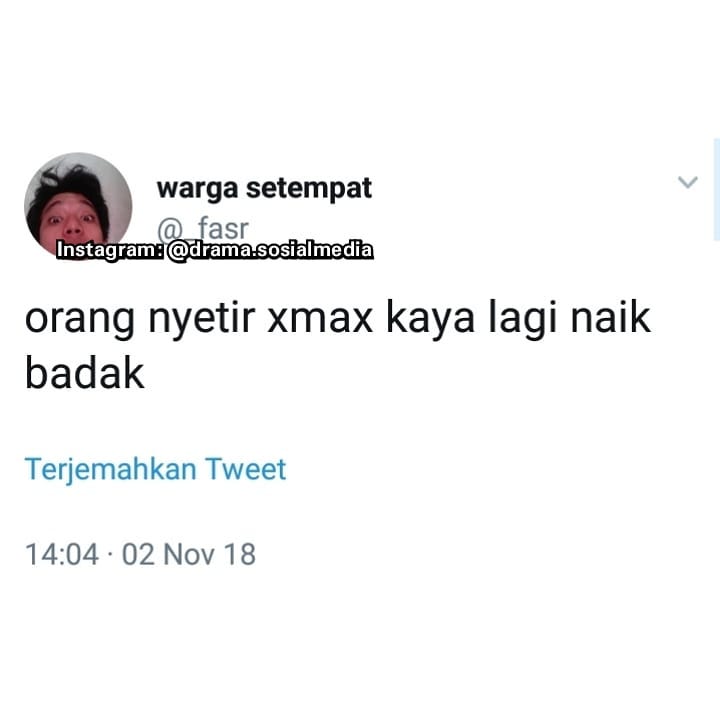 warga setempat
@_fasr
Instagram: @drama.sosialmedia
orang nyetir xmax kaya lagi naik
badak
Terjemahkan Tweet
14:04 · 02 Nov 18